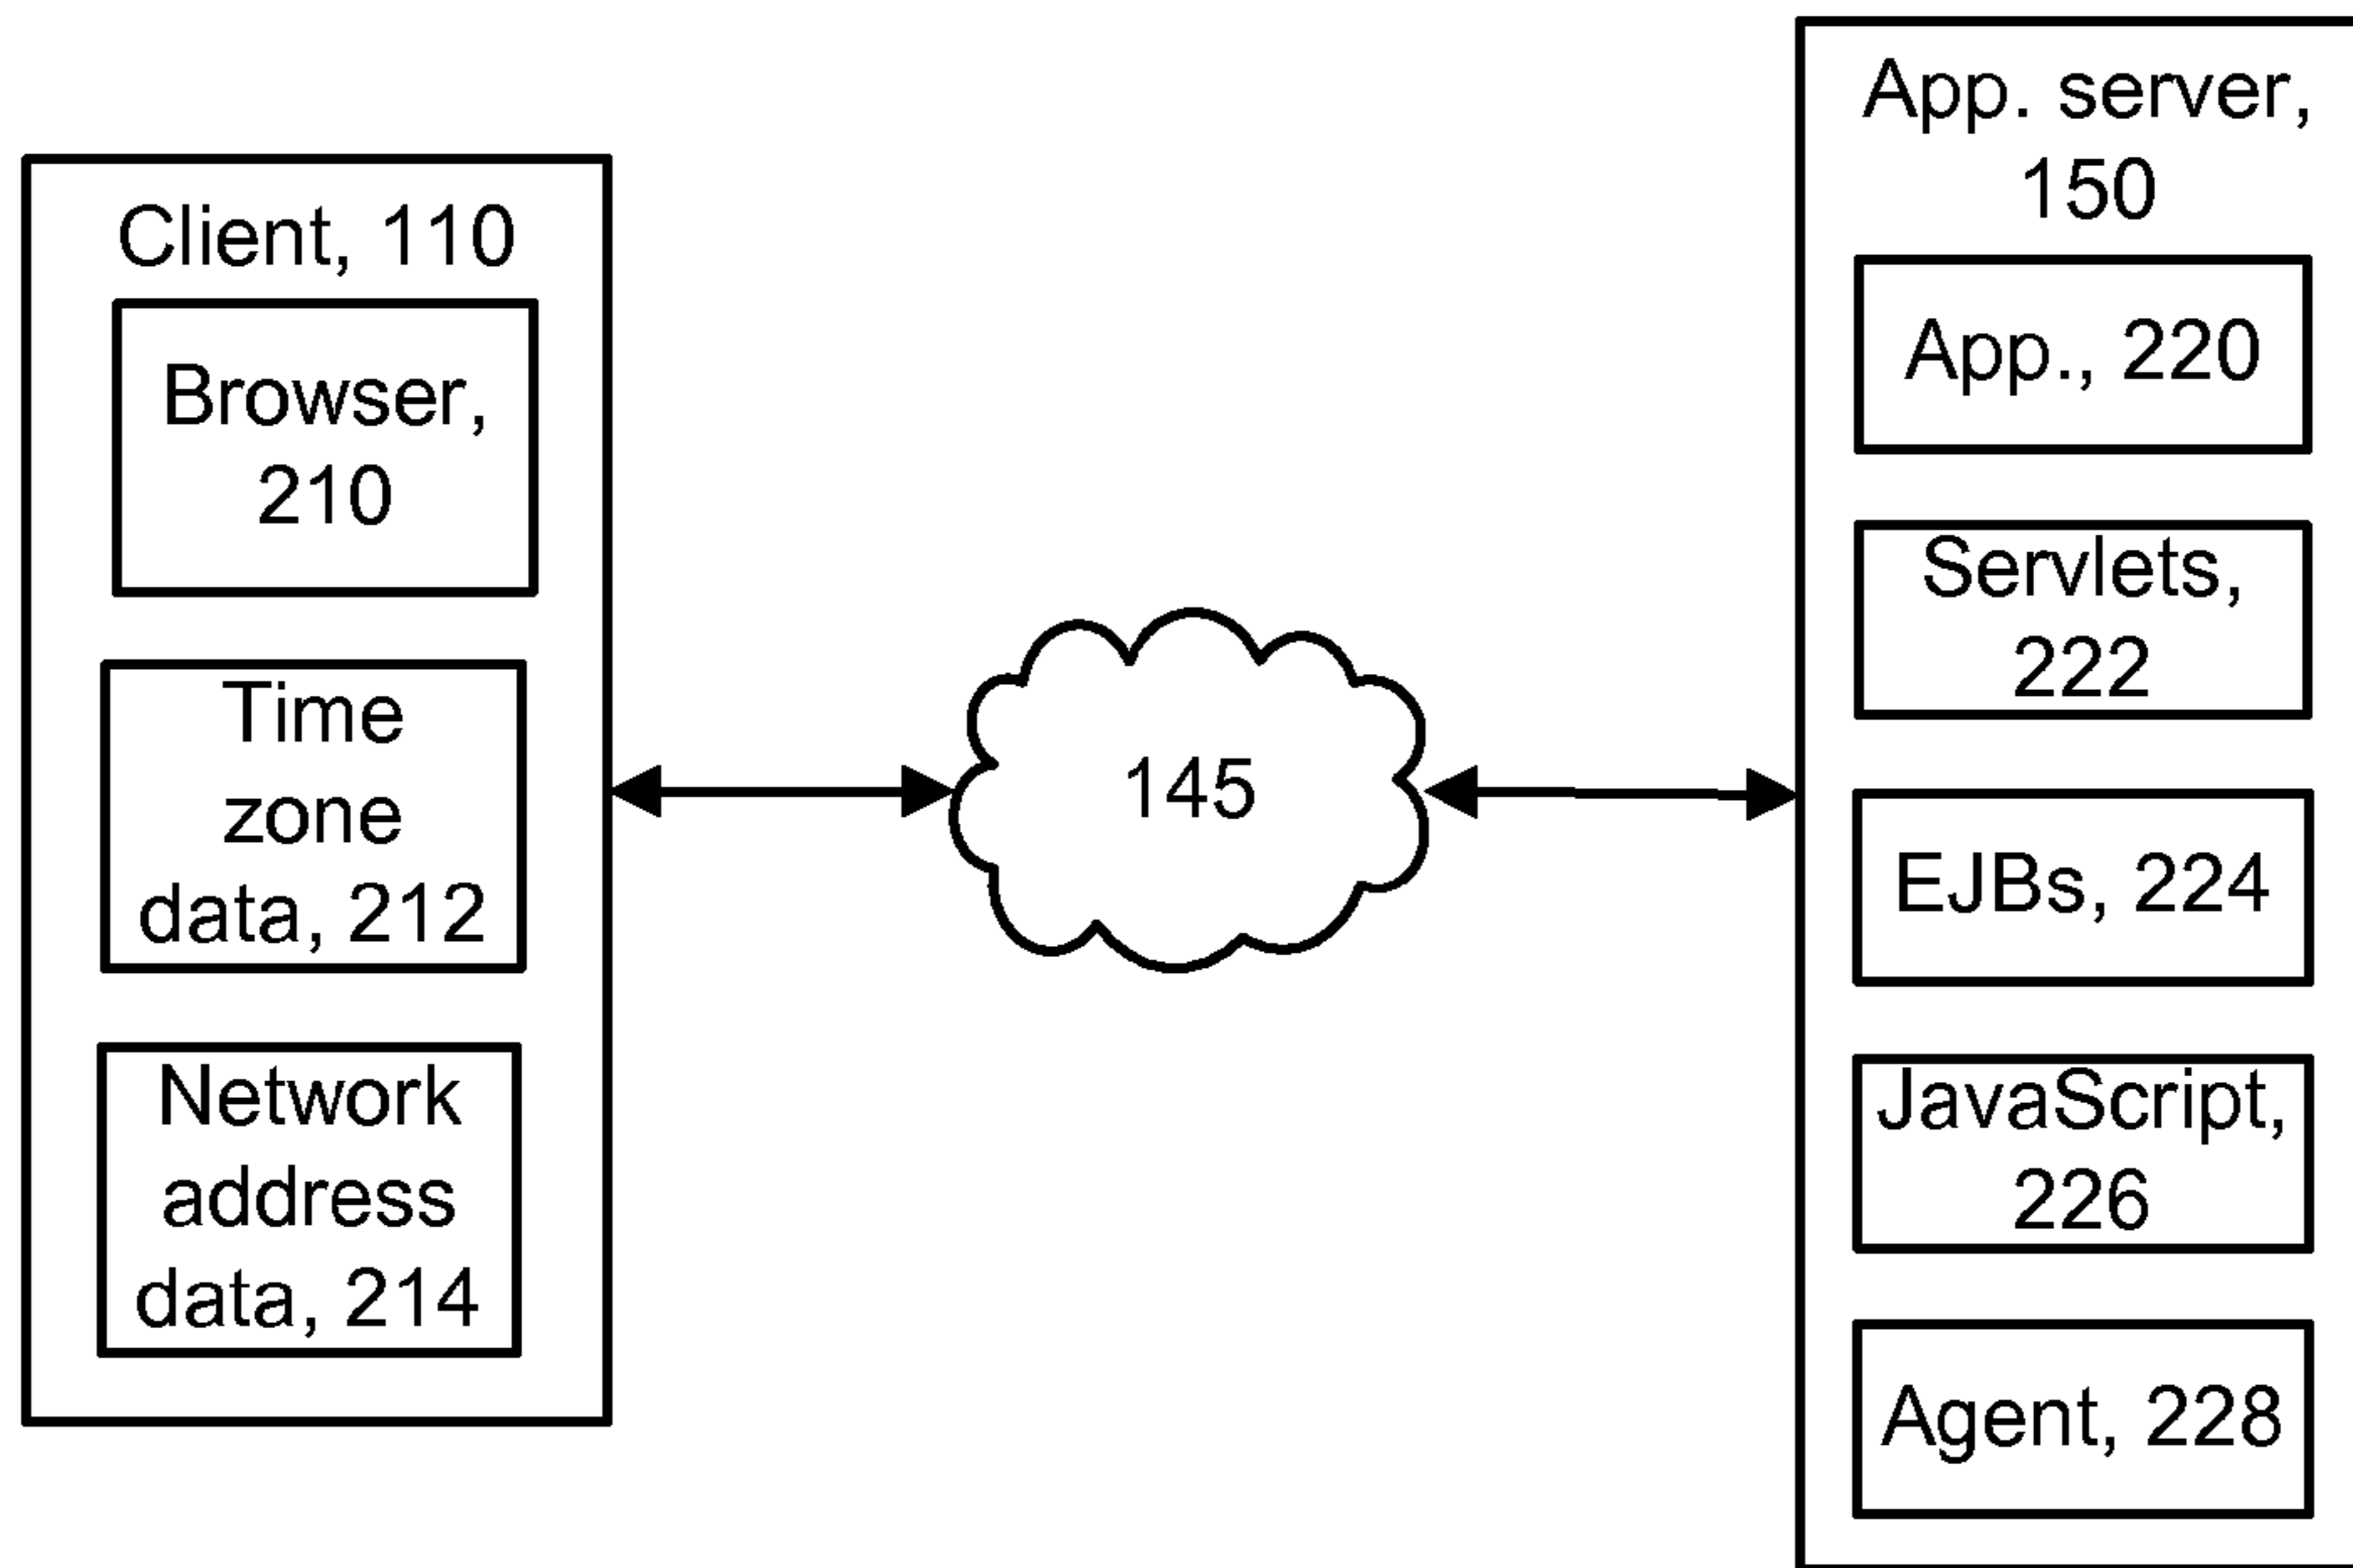 Client, 110
Browser,
210
Time
zone
data, 212
Network
address
data, 214
145
App. server,
150
App., 220
Servlets,
222
EJBs, 224
JavaScript,
226
Agent, 228